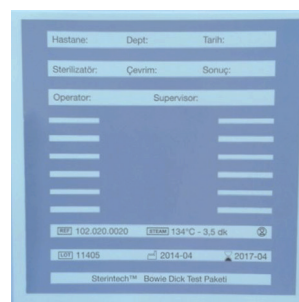 Hastane: Dept: Tarih:
Sterilizatör: Çevrim: Sonuç:
Operator: Supervisor:
REF 102.020.0020 STEAM 134°C - 3,5 dk 2
LOT 11405 2014-04 2017-04
Sterintech™ Bowie Dick Test Paketi